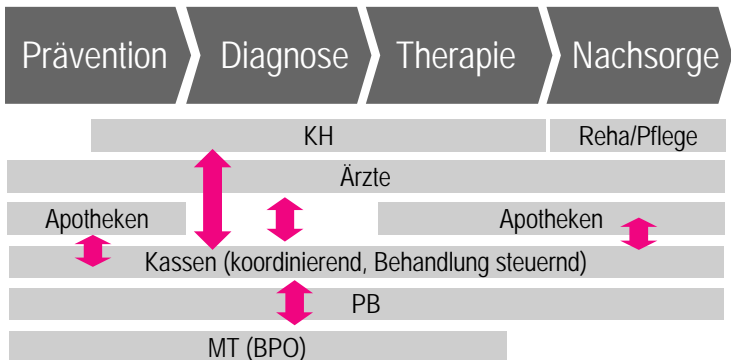 Prävention Diagnose Therapie Nachsorge
KH Reha/Pflege
Ärzte
Apotheken Apotheken
Kassen (koordinierend, Behandlung steuernd)
PB
MT (BPO)